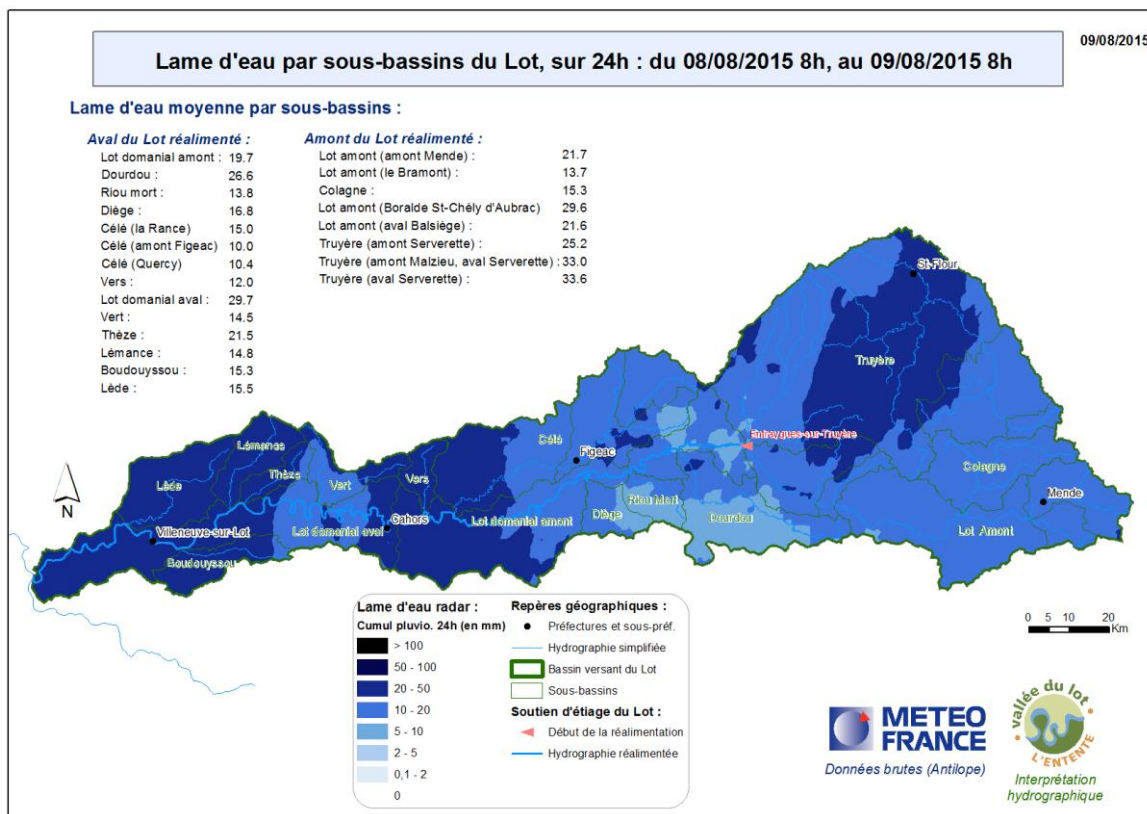 09/08/2015
Lame d'eau par sous-bassins du Lot, sur 24h : du 08/08/2015 8h, au 09/08/2015 8h
Lame d'eau moyenne par sous-bassins :
Aval du Lot réalimenté :
Lot domanial amont : 19.7
Dourdou : 26.6
Riou mort : 13.8
Diège : 16.8
Célé (la Rance) 15.0
Célé (amont Figeac) 10.0
Célé (Quercy) 10.4
Vers : 12.0
Lot domanial aval : 29.7
Vert : 14.5
Thèze : 21.5
Lémance : 14.8
Boudouyssou : 15.3
Lède : 15.5
Amont du Lot réalimenté :
Lot amont (amont Mende) : 21.7
Lot amont (le Bramont) : 13.7
Colagne : 15.3
Lot amont (Boralde St-Chély d'Aubrac) 29.6
Lot amont (aval Balsiège) : 21.6
Truyère (amont Serverette) : 25.2
Truyère (amont Malzieu, aval Serverette) : 33.0
Truyère (aval Serverette) : 33.6
St-Flour
Truyère
Entraygues-sur-Truyère
Lémance
Célé
Figeac
Colagne
Thèze
Vert
Vers
Lède
Mende
Riou Mort
Diège
Dourdou
Lot domanial amont
Lot Amont
Cahors
Lot domanial aval
Villeneuve-sur-Lot
Boudouyssou
N
Lame d'eau radar :
Cumul pluvio. 24h (en mm)
> 100
50 - 100
20 - 50
10 - 20
5 - 10
2 - 5
0,1 - 2
0
Repères géographiques :
Préfectures et sous-préf.
Hydrographie simplifiée
Bassin versant du Lot
Sous-bassins
Soutien d'étiage du Lot :
Début de la réalimentation
Hydrographie réalimentée
0 5 10 20
Km
METEO
FRANCE
Données brutes (Antilope)
vallée du lot
L'ENTENTE
Interprétation
hydrographique